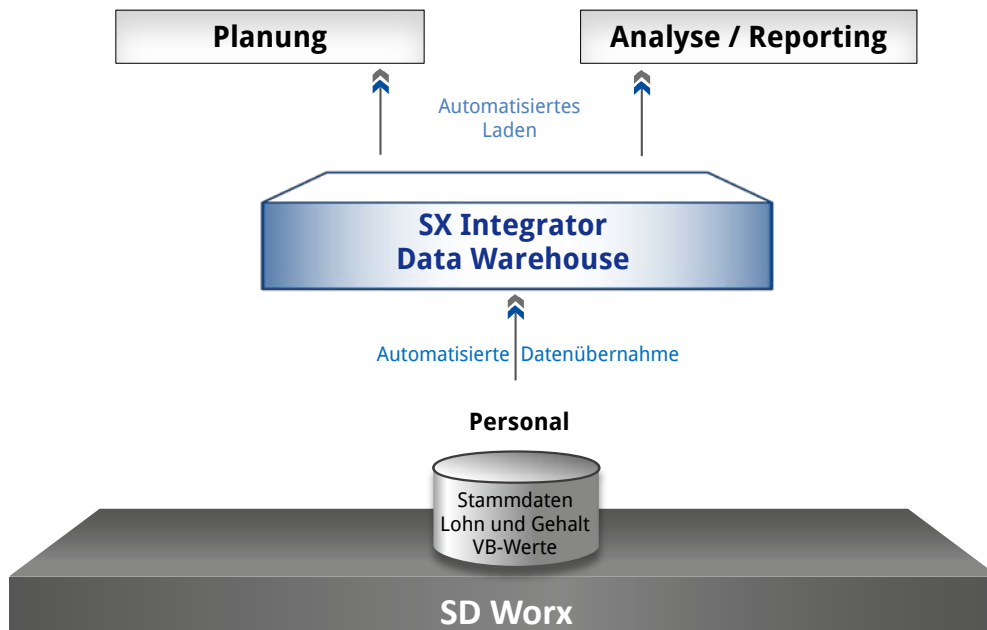 Planung
Analyse / Reporting
Automatisiertes
Laden
SX Integrator
Data Warehouse
Automatisierte Datenübernahme
Personal
Stammdaten
Lohn und Gehalt
VB-Werte
SD Worx